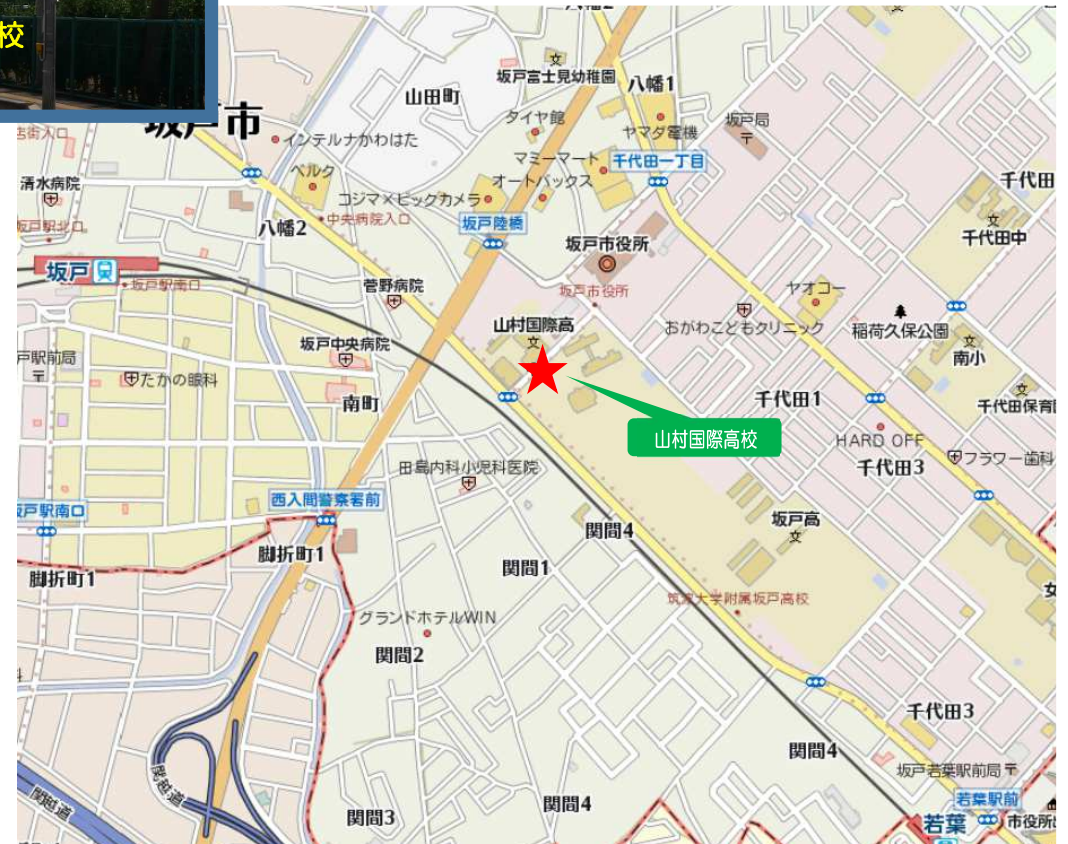 校
坂戸市
坂戸富士見幼稚園
八幡1
山田町
タイヤ館
ヤマダ電機
坂戸局
店街入口
インテルナかわはた
マミーマート
千代田一丁目
ベルク
オートバックス
千代田
清水病院
コジマ×ビックカメラ
中央病院入口
坂戸陸橋
坂戸駅北口
八幡2
坂戸市役所
千代田中
坂戸
坂戸駅南口
菅野病院
坂戸市役所
ヤオコー
山村国際高
おがわこどもクリニック
稲荷久保公園
戸駅前局
坂戸中央病院
南小
たかの眼科
南町
千代田1
千代田保育園
山村国際高校
HARD OFF
千代田3
フラワー歯科
田島内科小児科医院
西入間警察署前
戸駅南口
坂戸高
関間4
脚折町1
関間1
脚折町1
女
筑波大学附属坂戸高校
グランドホテルWIN
関間2
千代田3
関間4
坂戸若葉駅前局
関越道
関越道
若葉駅前
関間3
関間4
若葉
市役所